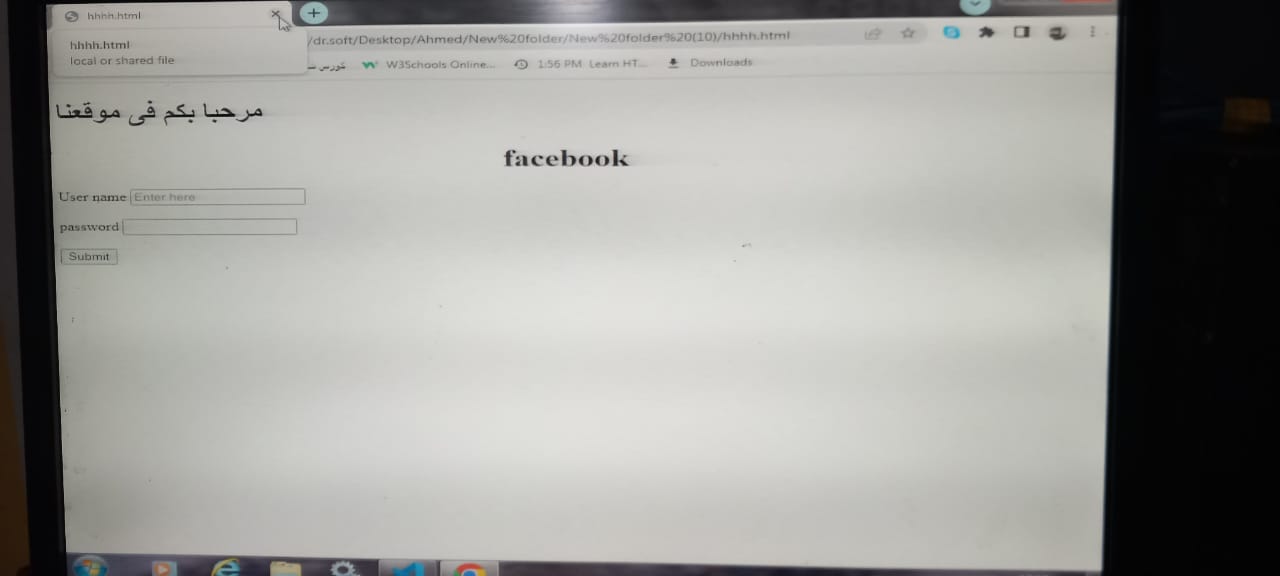 hhhh.html
hhhh.html
local or shared file
/dr.soft/Desktop/Ahmed/New%20folder/New%20folder%20(10)/hhhh.html
كورس W3Schools Online... 1:56 PM Learn HT... Downloads
مرحبا بكم فى موقعنا
facebook
User name Enter here
password
Submit